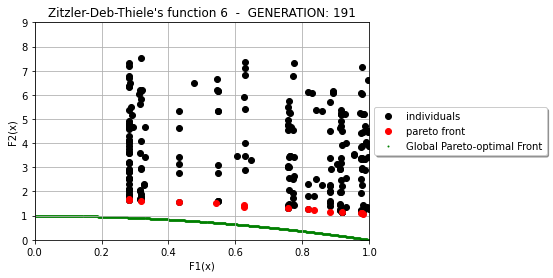 Zitzler-Deb-Thiele's function 6 - GENERATION: 191
9
8
7
6
5
4
3
2
1
0
F2(x)
0.0 0.2 0.4 0.6 0.8 1.0
F1(x)
individuals
pareto front
Global Pareto-optimal Front